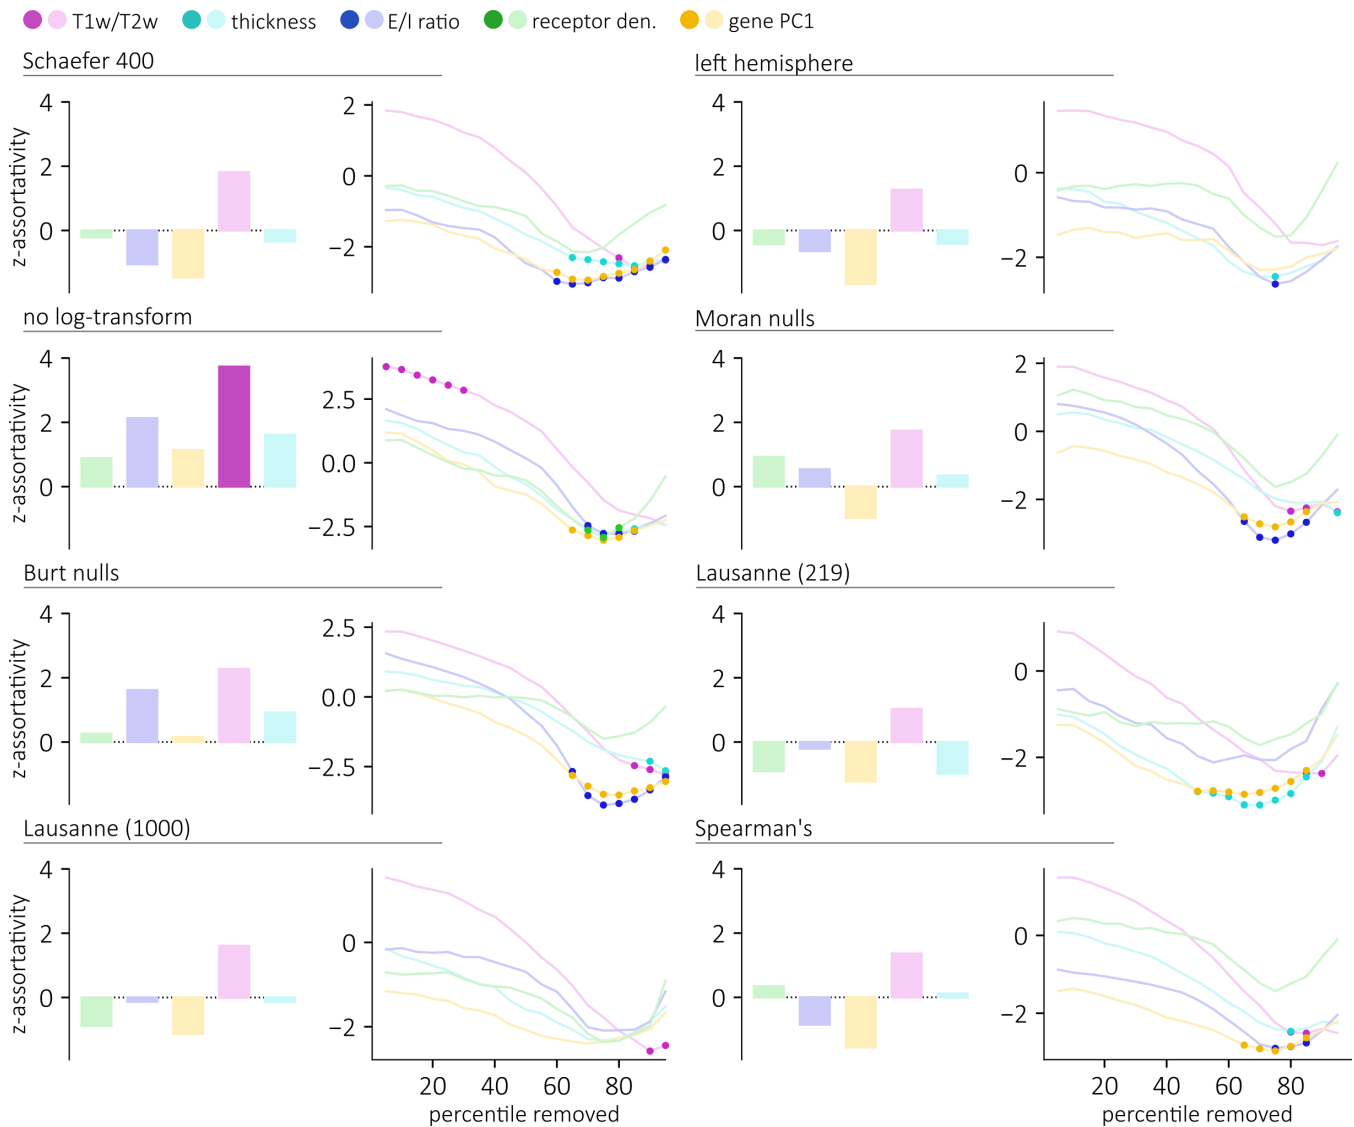 T1w/T2w thickness E/I ratio receptor den. gene PC1
Schaefer 400
z-assortativity
4
2
0
2
0
−2
left hemisphere
4
2
0
0
−2
no log-transform
z-assortativity
4
2
0
2.5
0.0
−2.5
Moran nulls
4
2
0
2
0
−2
Burt nulls
z-assortativity
4
2
0
2.5
0.0
−2.5
Lausanne (219)
4
2
0
0
−2
Lausanne (1000)
z-assortativity
4
2
0
0
−2
20 40 60 80
percentile removed
Spearman's
4
2
0
0
−2
20 40 60 80
percentile removed